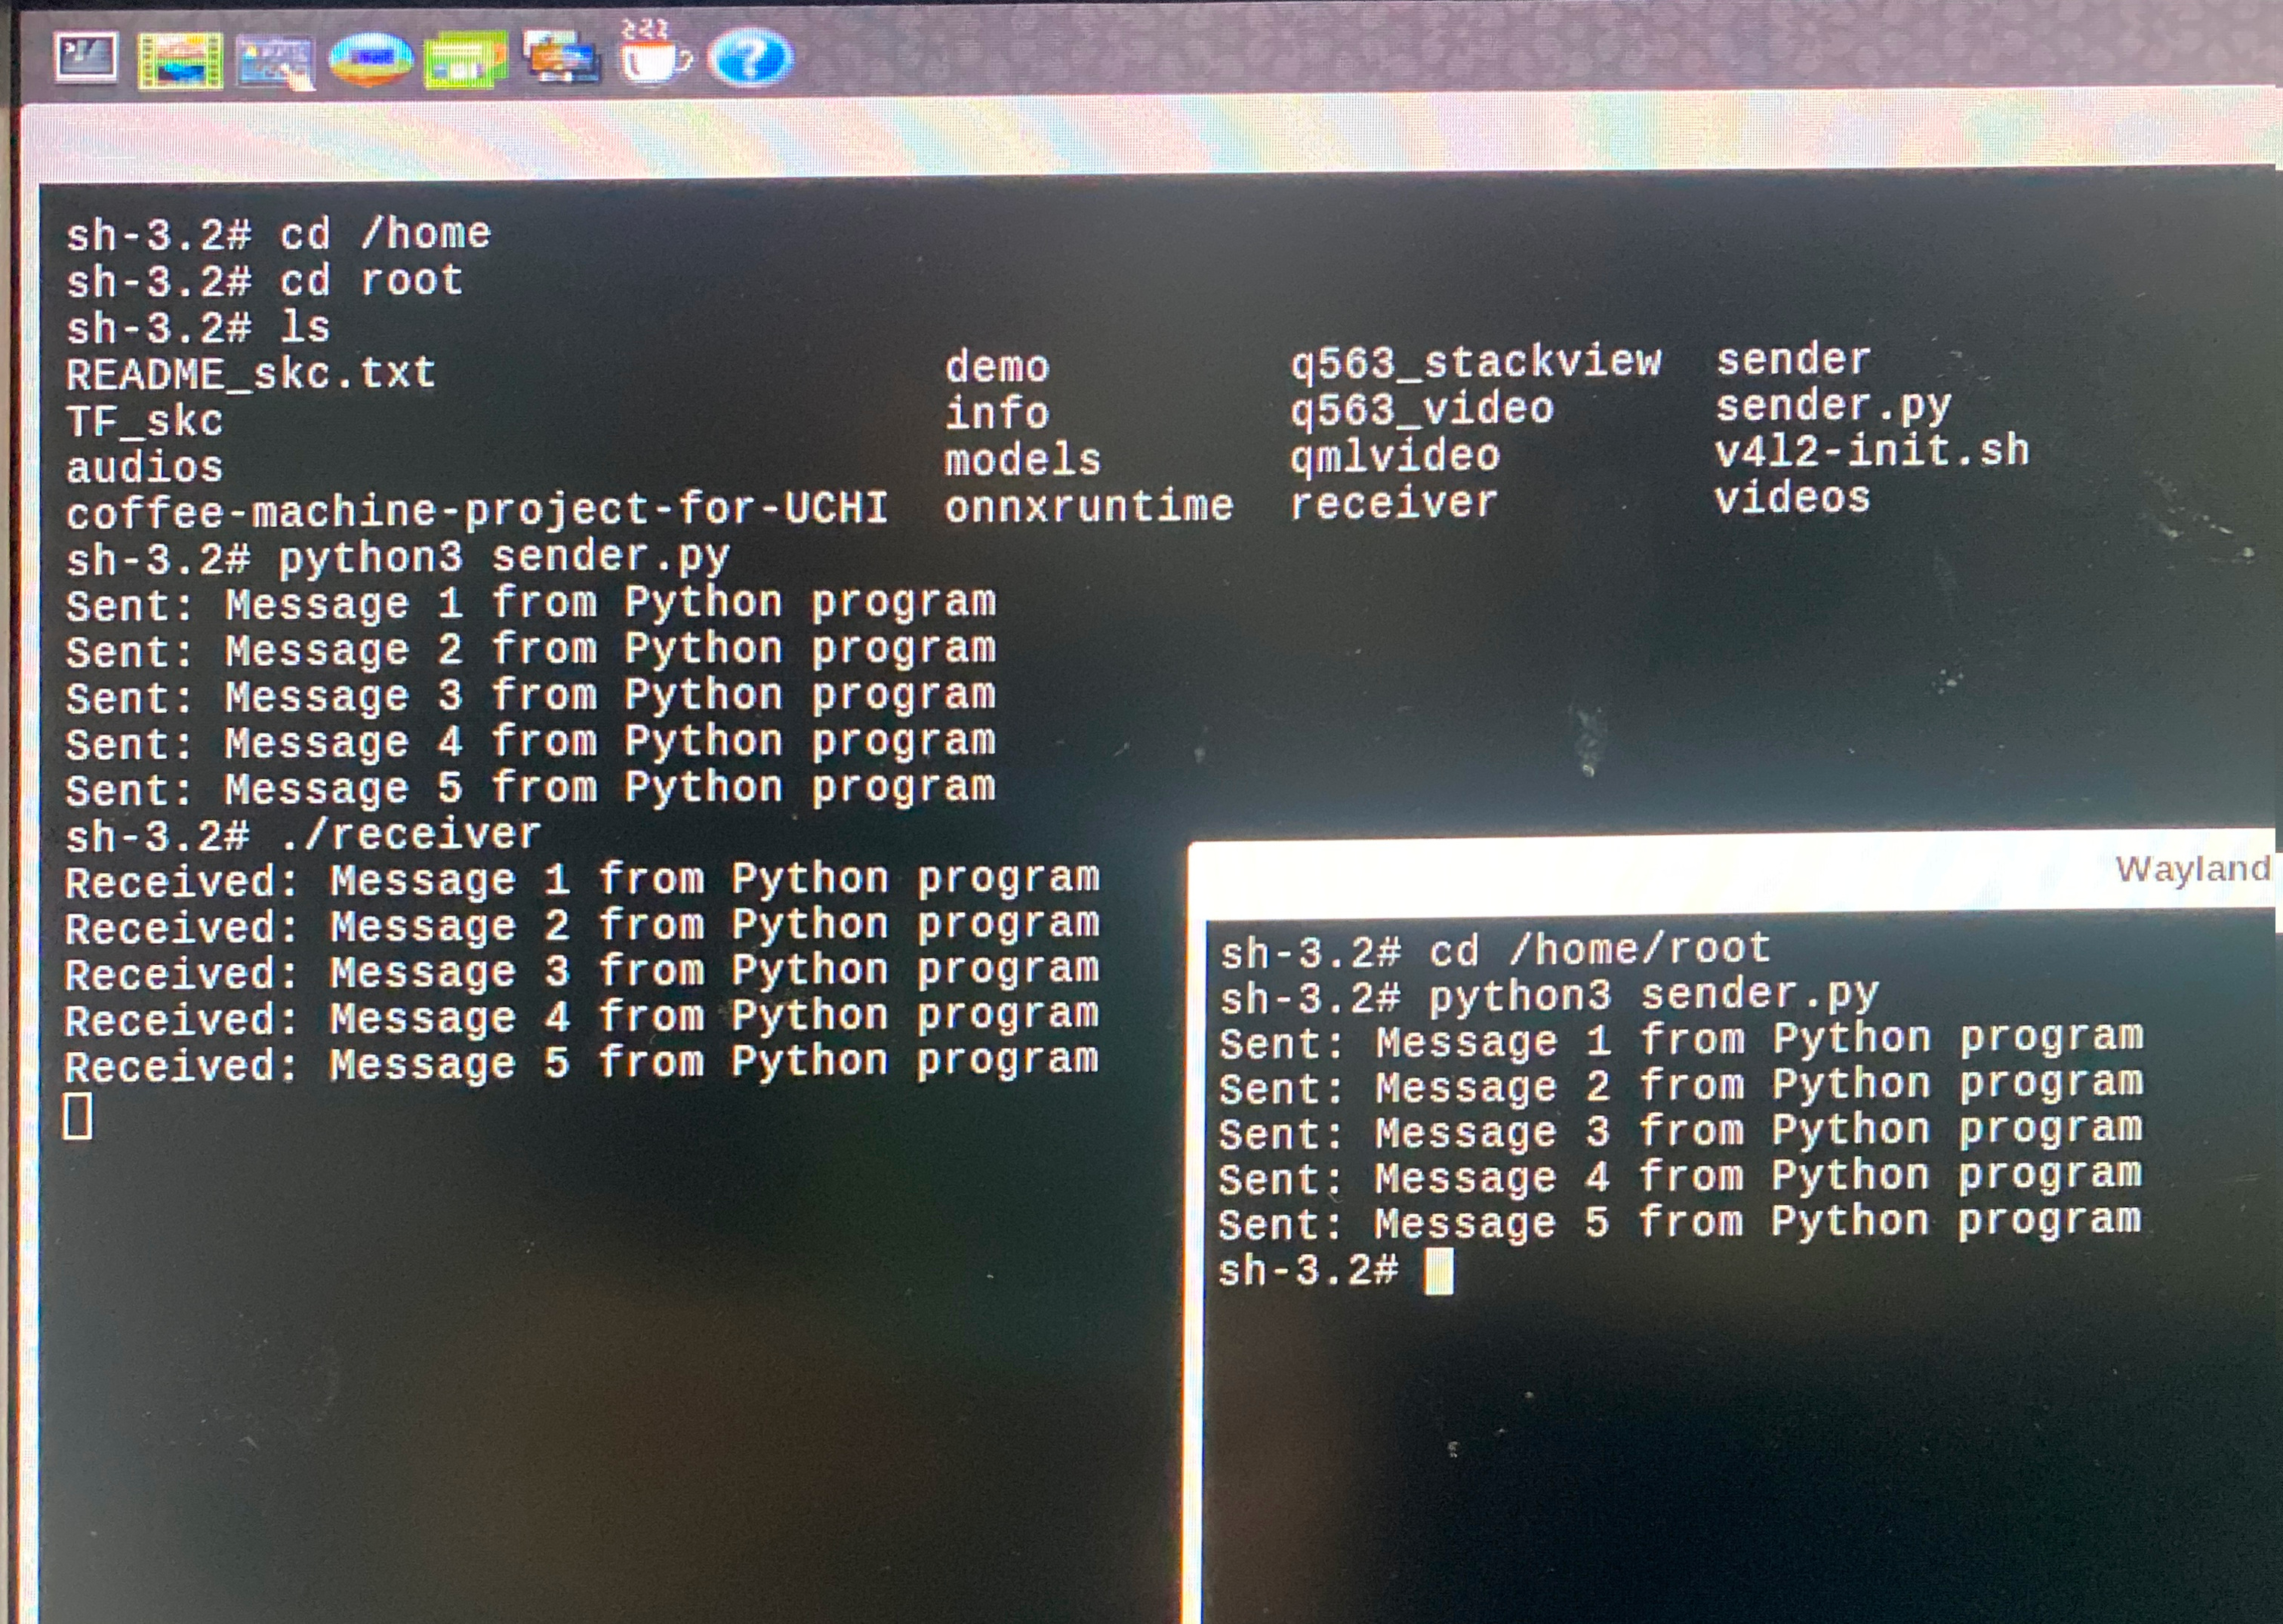 sh-3.2# cd /home
sh-3.2# cd root
sh-3.2# ls
README_skc.txt demo q563_stackview sender
TF_skc info q563_video sender.py
audios models qmlvideo v4l2-init.sh
coffee-machine-project-for-UCHI onnxruntime receiver videos
sh-3.2# python3 sender.py
Sent: Message 1 from Python program
Sent: Message 2 from Python program
Sent: Message 3 from Python program
Sent: Message 4 from Python program
Sent: Message 5 from Python program
sh-3.2# ./receiver
Received: Message 1 from Python program
Received: Message 2 from Python program
Received: Message 3 from Python program
Received: Message 4 from Python program
Received: Message 5 from Python program
Wayland
sh-3.2# cd /home/root
sh-3.2# python3 sender.py
Sent: Message 1 from Python program
Sent: Message 2 from Python program
Sent: Message 3 from Python program
Sent: Message 4 from Python program
Sent: Message 5 from Python program
sh-3.2#